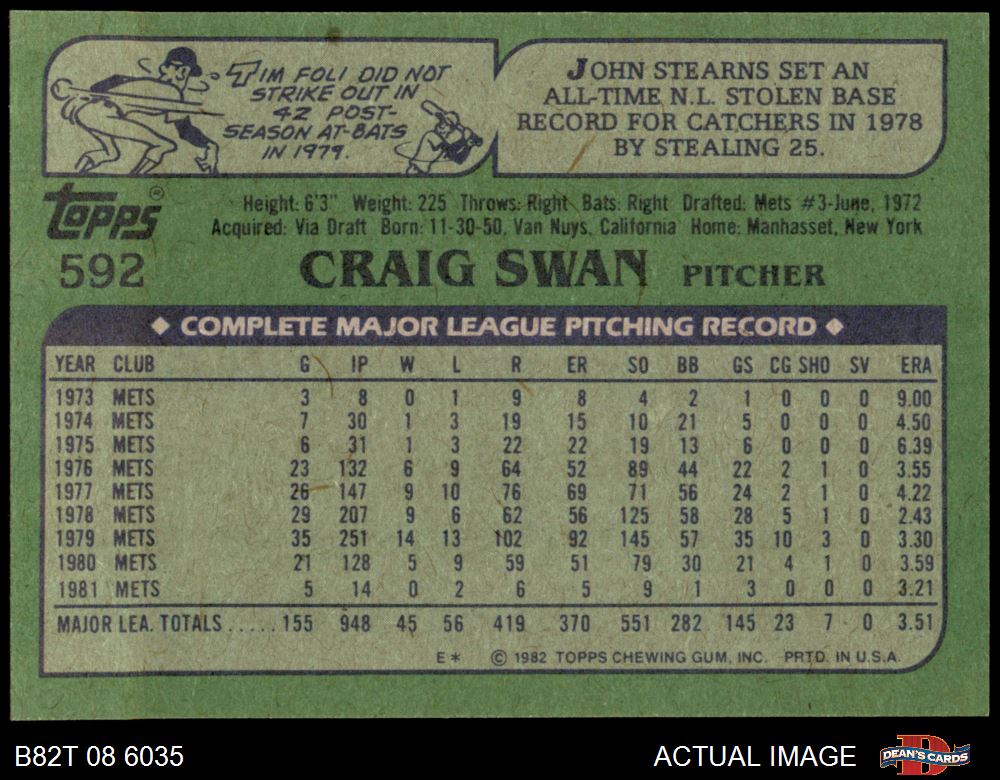 TIM FOLI DID NOT
STRIKE OUT IN
42 POST-
SEASON AT-BATS
IN 1979.
JOHN STEARNS SET AN
ALL-TIME N.L. STOLEN BASE
RECORD FOR CATCHERS IN 1978
BY STEALING 25.
TOPPS®
592
Height: 6'3" Weight: 225 Throws: Right Bats: Right Drafted: Mets #3-June, 1972
Acquired: Via Draft Born: 11-30-50, Van Nuys, California Home: Manhasset, New York
CRAIG SWAN PITCHER
◆ COMPLETE MAJOR LEAGUE PITCHING RECORD ◆
YEAR CLUB G IP W L R ER SO BB GS CG SHO SV ERA
1973 METS 3 8 0 1 9 8 4 2 1 0 0 0 9.00
1974 METS 7 30 1 3 19 15 10 21 5 0 0 0 4.50
1975 METS 6 31 1 3 22 22 19 13 6 0 0 0 6.39
1976 METS 23 132 6 9 64 52 89 44 22 2 1 0 3.55
1977 METS 26 147 9 10 76 69 71 56 24 2 1 0 4.22
1978 METS 29 207 9 6 62 56 125 58 28 5 1 0 2.43
1979 METS 35 251 14 13 102 92 145 57 35 10 3 0 3.30
1980 METS 21 128 5 9 59 51 79 30 21 4 1 0 3.59
1981 METS 5 14 0 2 6 5 9 1 3 0 0 0 3.21
MAJOR LEA. TOTALS ...... 155 948 45 56 419 370 551 282 145 23 7 0 3.51
E* © 1982 TOPPS CHEWING GUM, INC. PRTD. IN U.S.A.
B82T 08 6035
ACTUAL IMAGE
DEAN'S CARDS